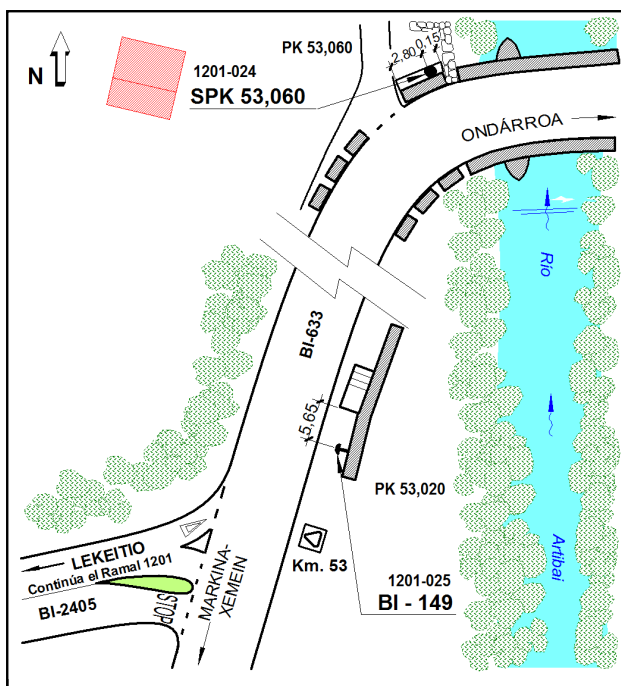 PK 53,060
2,80
0,15
N
1201-024
SPK 53,060
ONDÁRROA
Río
BI-633
5,65
PK 53,020
LEKEITIO
Continúa el Ramal 1201
BI-2405
STOP
MARKINA-
XEMEIN
Km. 53
1201-025
BI - 149
Artibai